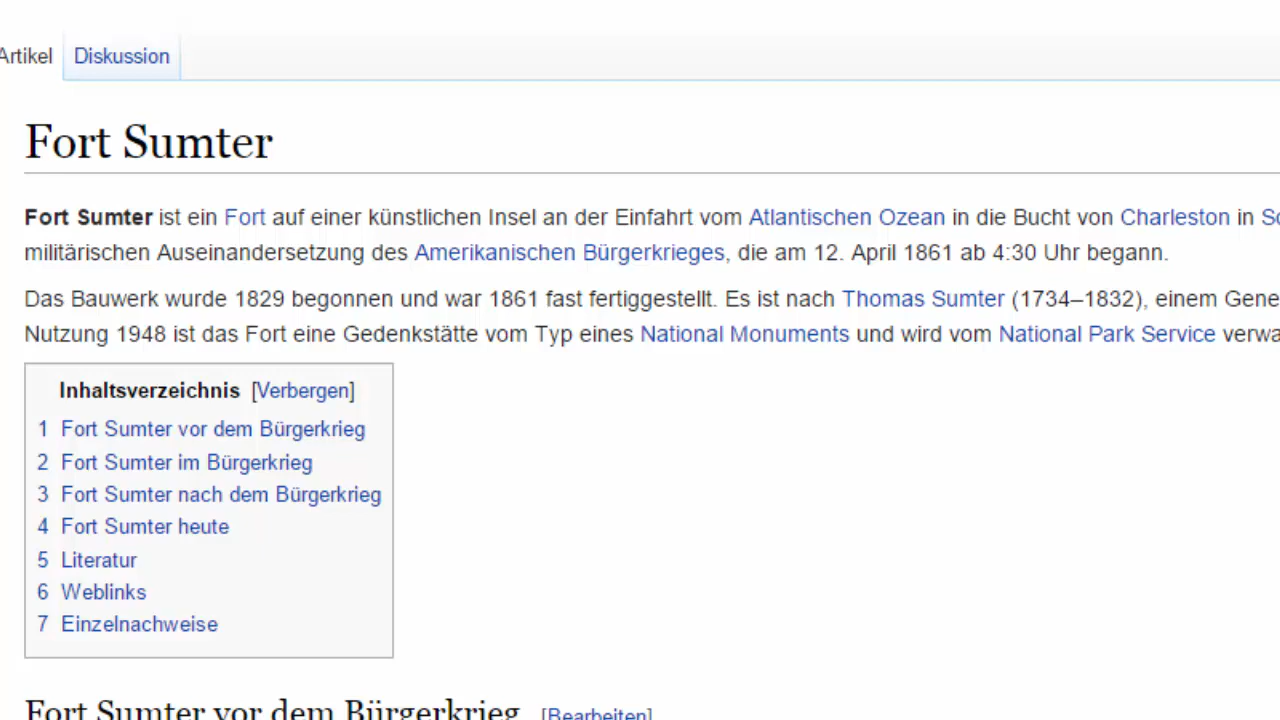 Artikel Diskussion
Fort Sumter
Fort Sumter ist ein Fort auf einer künstlichen Insel an der Einfahrt vom Atlantischen Ozean in die Bucht von Charleston in
militärischen Auseinandersetzung des Amerikanischen Bürgerkrieges, die am 12. April 1861 ab 4:30 Uhr begann.
Das Bauwerk wurde 1829 begonnen und war 1861 fast fertiggestellt. Es ist nach Thomas Sumter (1734–1832), einem
Nutzung 1948 ist das Fort eine Gedenkstätte vom Typ eines National Monuments und wird vom National Park Service
Inhaltsverzeichnis [Verbergen]
1 Fort Sumter vor dem Bürgerkrieg
2 Fort Sumter im Bürgerkrieg
3 Fort Sumter nach dem Bürgerkrieg
4 Fort Sumter heute
5 Literatur
6 Weblinks
7 Einzelnachweise
Fort Sumter vor dem Bürgerkrieg [Bearbeiten]